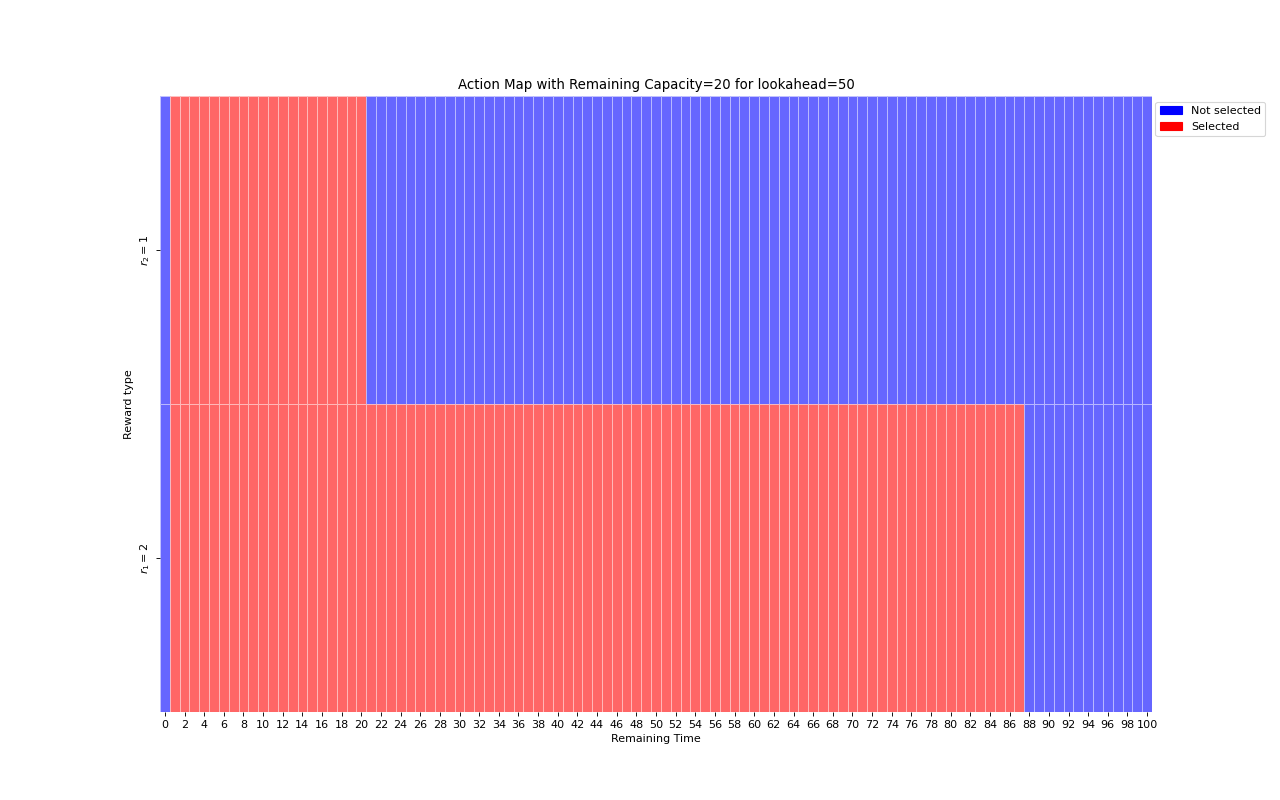 Action Map with Remaining Capacity=20 for lookahead=50
Not selected
Selected
r₂ = 1
Reward type
r₁ = 2
0 2 4 6 8 10 12 14 16 18 20 22 24 26 28 30 32 34 36 38 40 42 44 46 48 50 52 54 56 58 60 62 64 66 68 70 72 74 76 78 80 82 84 86 88 90 92 94 96 98 100
Remaining Time